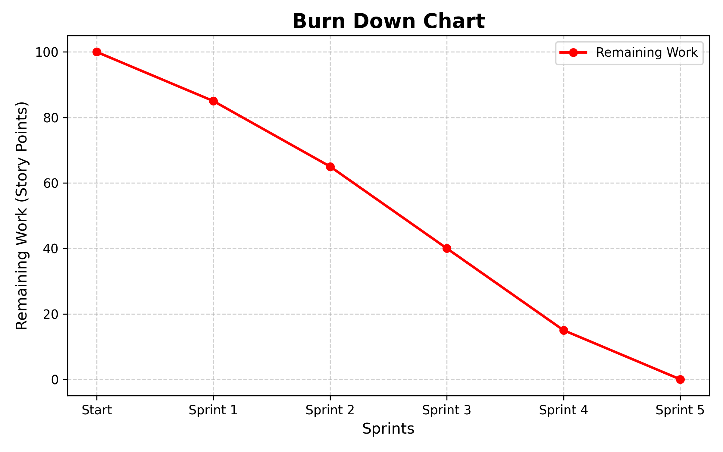 Burn Down Chart
Remaining Work
100
80
60
40
20
0
Remaining Work (Story Points)
Start Sprint 1 Sprint 2 Sprint 3 Sprint 4 Sprint 5
Sprints